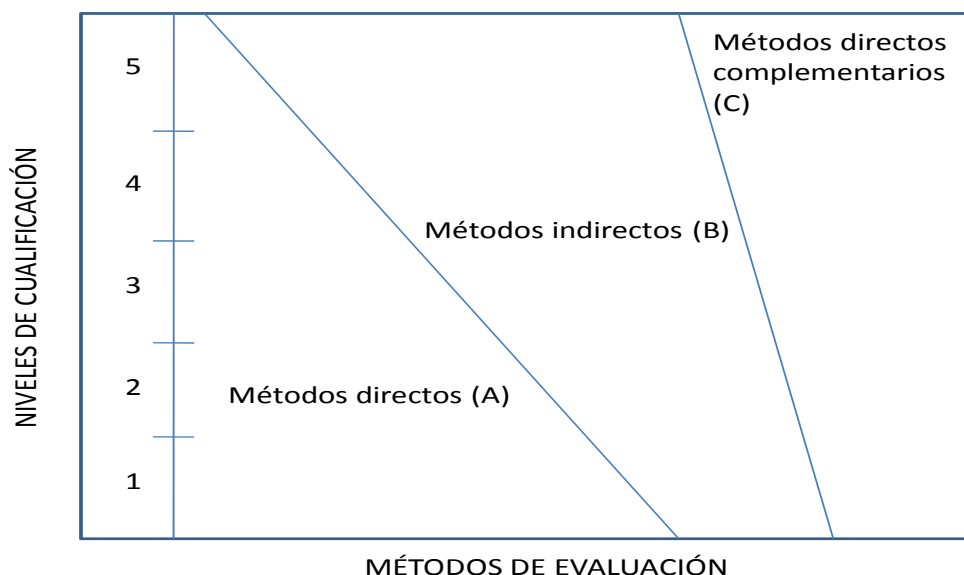 NIVELES DE CUALIFICACIÓN
5
4
3
2
1
Métodos directos
complementarios
(C)
Métodos indirectos (B)
Métodos directos (A)
MÉTODOS DE EVALUACIÓN